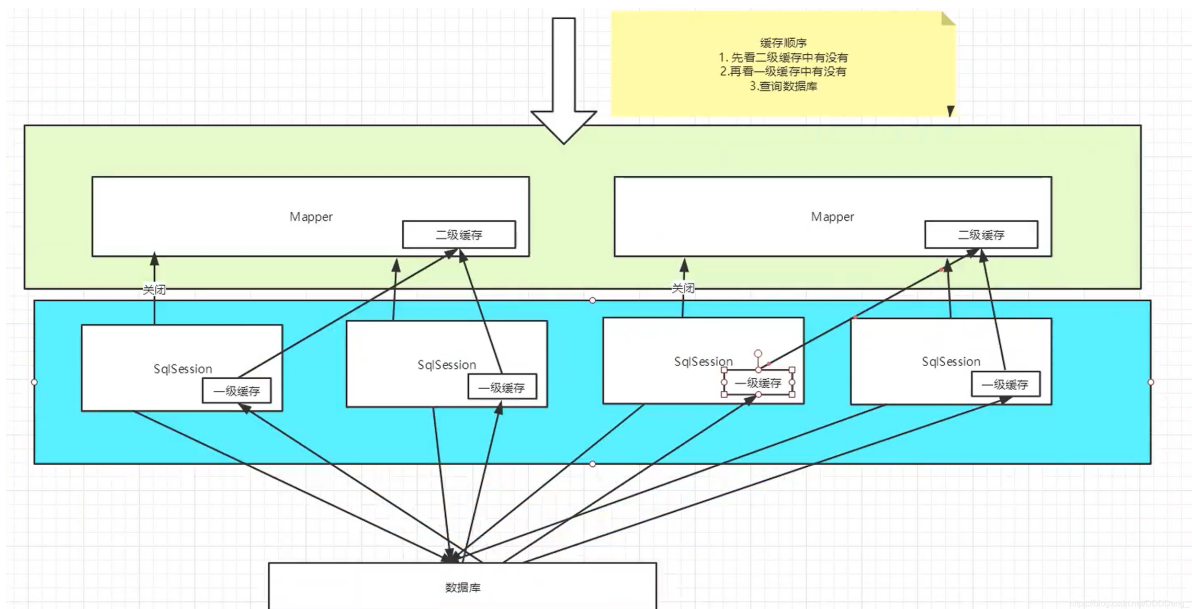 缓存顺序
1. 先看二级缓存中有没有
2.再看一级缓存中有没有
3.查询数据库
Mapper
二级缓存
Mapper
二级缓存
关闭
关闭
SqlSession
一级缓存
SqlSession
一级缓存
SqlSession
一级缓存
SqlSession
一级缓存
数据库